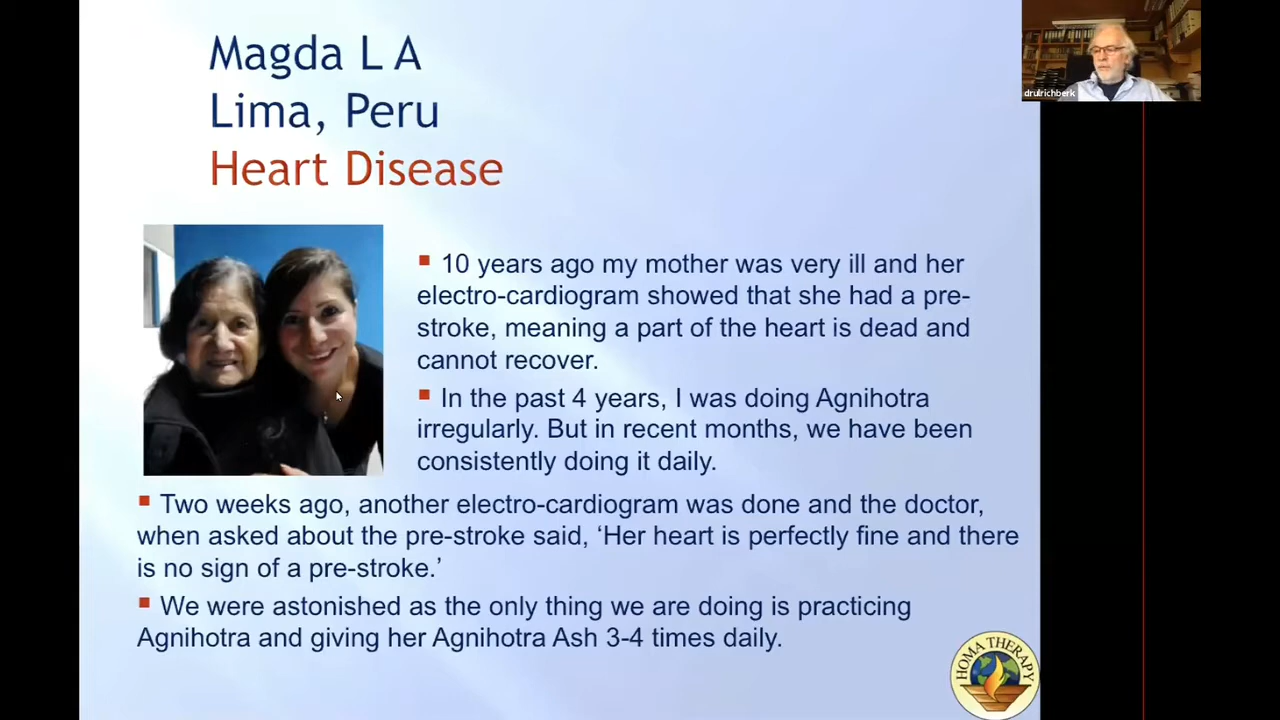 Magda L A
Lima, Peru
Heart Disease
drulrichberk
▪ 10 years ago my mother was very ill and her
electro-cardiogram showed that she had a pre-
stroke, meaning a part of the heart is dead and
cannot recover.
▪ In the past 4 years, I was doing Agnihotra
irregularly. But in recent months, we have been
consistently doing it daily.
▪ Two weeks ago, another electro-cardiogram was done and the doctor,
when asked about the pre-stroke said, ‘Her heart is perfectly fine and there
is no sign of a pre-stroke.’
▪ We were astonished as the only thing we are doing is practicing
Agnihotra and giving her Agnihotra Ash 3-4 times daily.
HOMA THERAPY